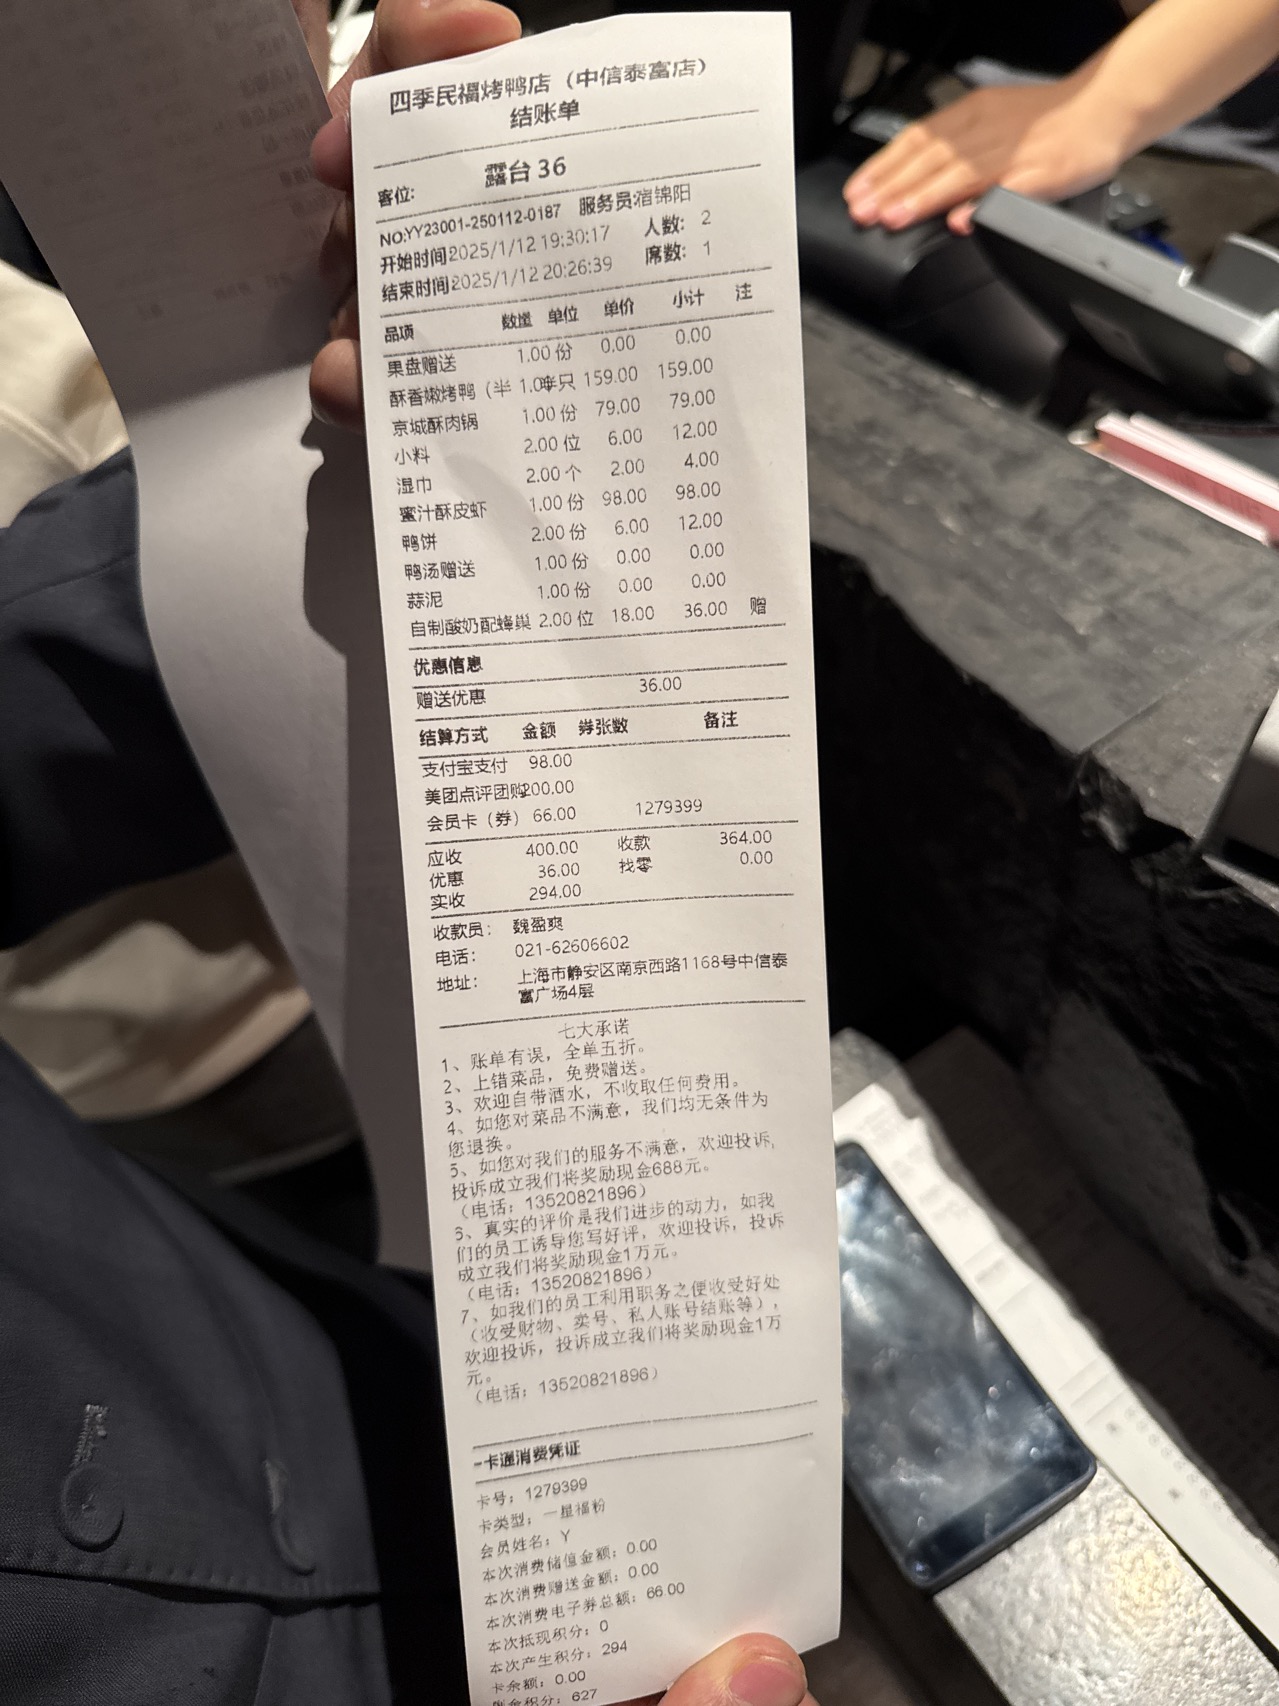 四季民福烤鸭店（中信泰富店）
结账单
客位： 露台36
NO:YY23001-250112-0187 服务员:宿锦阳
开始时间2025/1/12 19:30:17 人数： 2
结束时间2025/1/12 20:26:39 席数： 1
品项 数量 单位 单价 小计 注
果盘赠送 1.00 份 0.00 0.00
酥香嫩烤鸭（半 1.0 半只 159.00 159.00
京城酥肉锅 1.00 份 79.00 79.00
小料 2.00 位 6.00 12.00
湿巾 2.00 个 2.00 4.00
蜜汁酥皮虾 1.00 份 98.00 98.00
鸭饼 2.00 份 6.00 12.00
鸭汤赠送 1.00 份 0.00 0.00
蒜泥 1.00 份 0.00 0.00
自制酸奶配蜂巢 2.00 位 18.00 36.00 赠
优惠信息
赠送优惠 36.00
结算方式 金额 券张数 备注
支付宝支付 98.00
美团点评团购200.00
会员卡（券） 66.00 1279399
应收 400.00 收款 364.00
优惠 36.00 找零 0.00
实收 294.00
收款员： 魏盈爽
电话： 021-62606602
地址： 上海市静安区南京西路1168号中信泰
富广场4层
七大承诺
1、账单有误，全单五折。
2、上错菜品，免费赠送。
3、欢迎自带酒水，不收取任何费用。
4、如您对菜品不满意，我们均无条件为
您退换。
5、如您对我们的服务不满意，欢迎投诉，
投诉成立我们将奖励现金688元。
（电话：13520821896）
6、真实的评价是我们进步的动力，如我
们的员工诱导您写好评，欢迎投诉，投诉
成立我们将奖励现金1万元。
（电话：13520821896）
7、如我们的员工利用职务之便收受好处
（收受财物、卖号、私人账号结账等），
欢迎投诉，投诉成立我们将奖励现金1万
元。
（电话：13520821896）
一卡通消费凭证
卡号：1279399
卡类型：一星福粉
会员姓名：Y
本次消费储值金额：0.00
本次消费赠送金额：0.00
本次消费电子券总额：66.00
本次抵现积分：0
本次产生积分：294
卡余额：0.00
积分：627